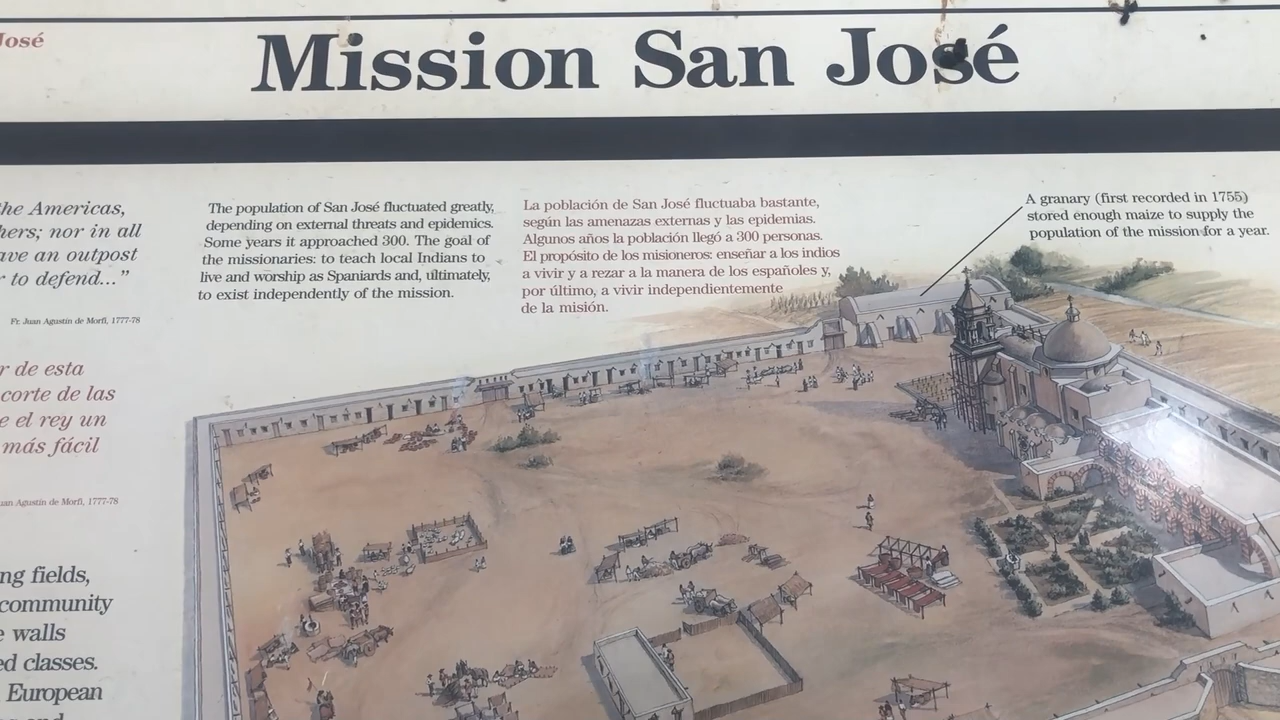 José
Mission San José
the Americas,
hers; nor in all
ave an outpost
r to defend..."
Fr. Juan Agustín de Morfi, 1777-78
r de esta
corte de las
e el rey un
más fácil
uan Agustín de Morfi, 1777-78
ng fields,
community
e walls
ed classes.
European
and
The population of San José fluctuated greatly,
depending on external threats and epidemics.
Some years it approached 300. The goal of
the missionaries: to teach local Indians to
live and worship as Spaniards and, ultimately,
to exist independently of the mission.
La población de San José fluctuaba bastante,
según las amenazas externas y las epidemias.
Algunos años la población llegó a 300 personas.
El propósito de los misioneros: enseñar a los indios
a vivir y a rezar a la manera de los españoles y,
por último, a vivir independientemente
de la misión.
A granary (first recorded in 1755)
stored enough maize to supply the
population of the mission for a year.